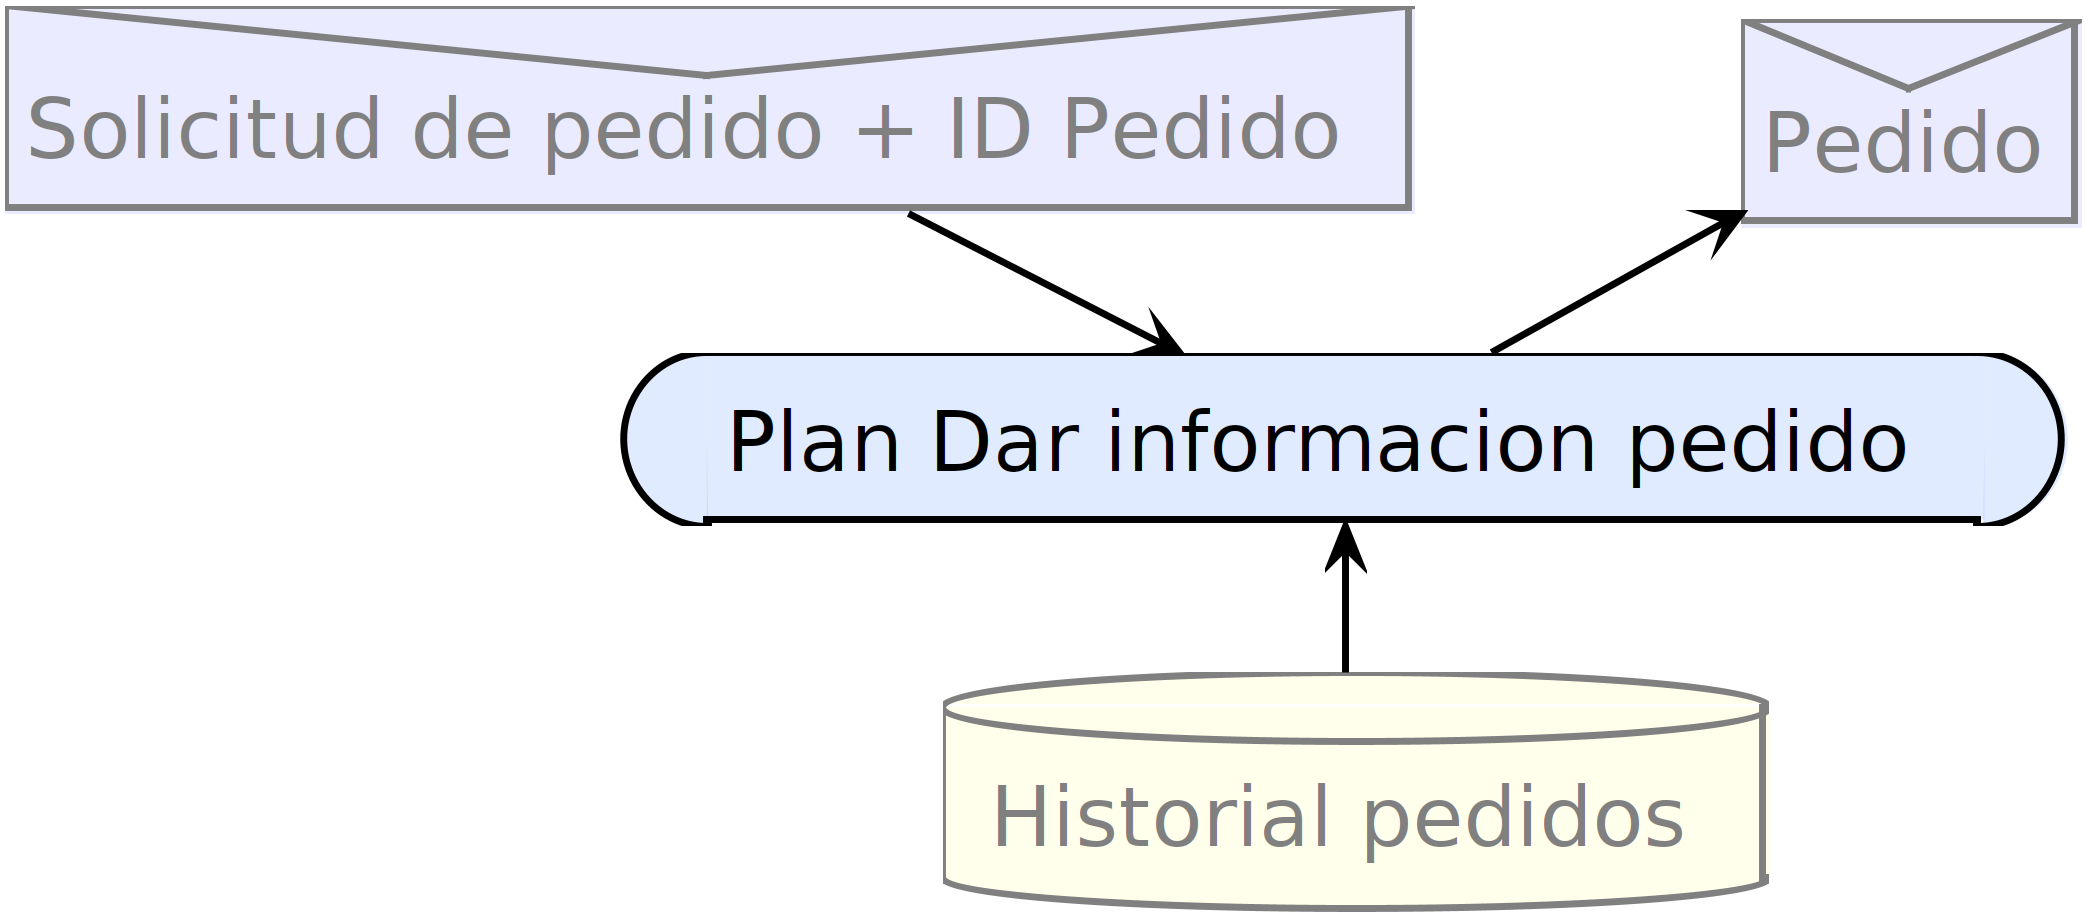 Solicitud de pedido + ID Pedido
Pedido
Plan Dar informacion pedido
Historial pedidos